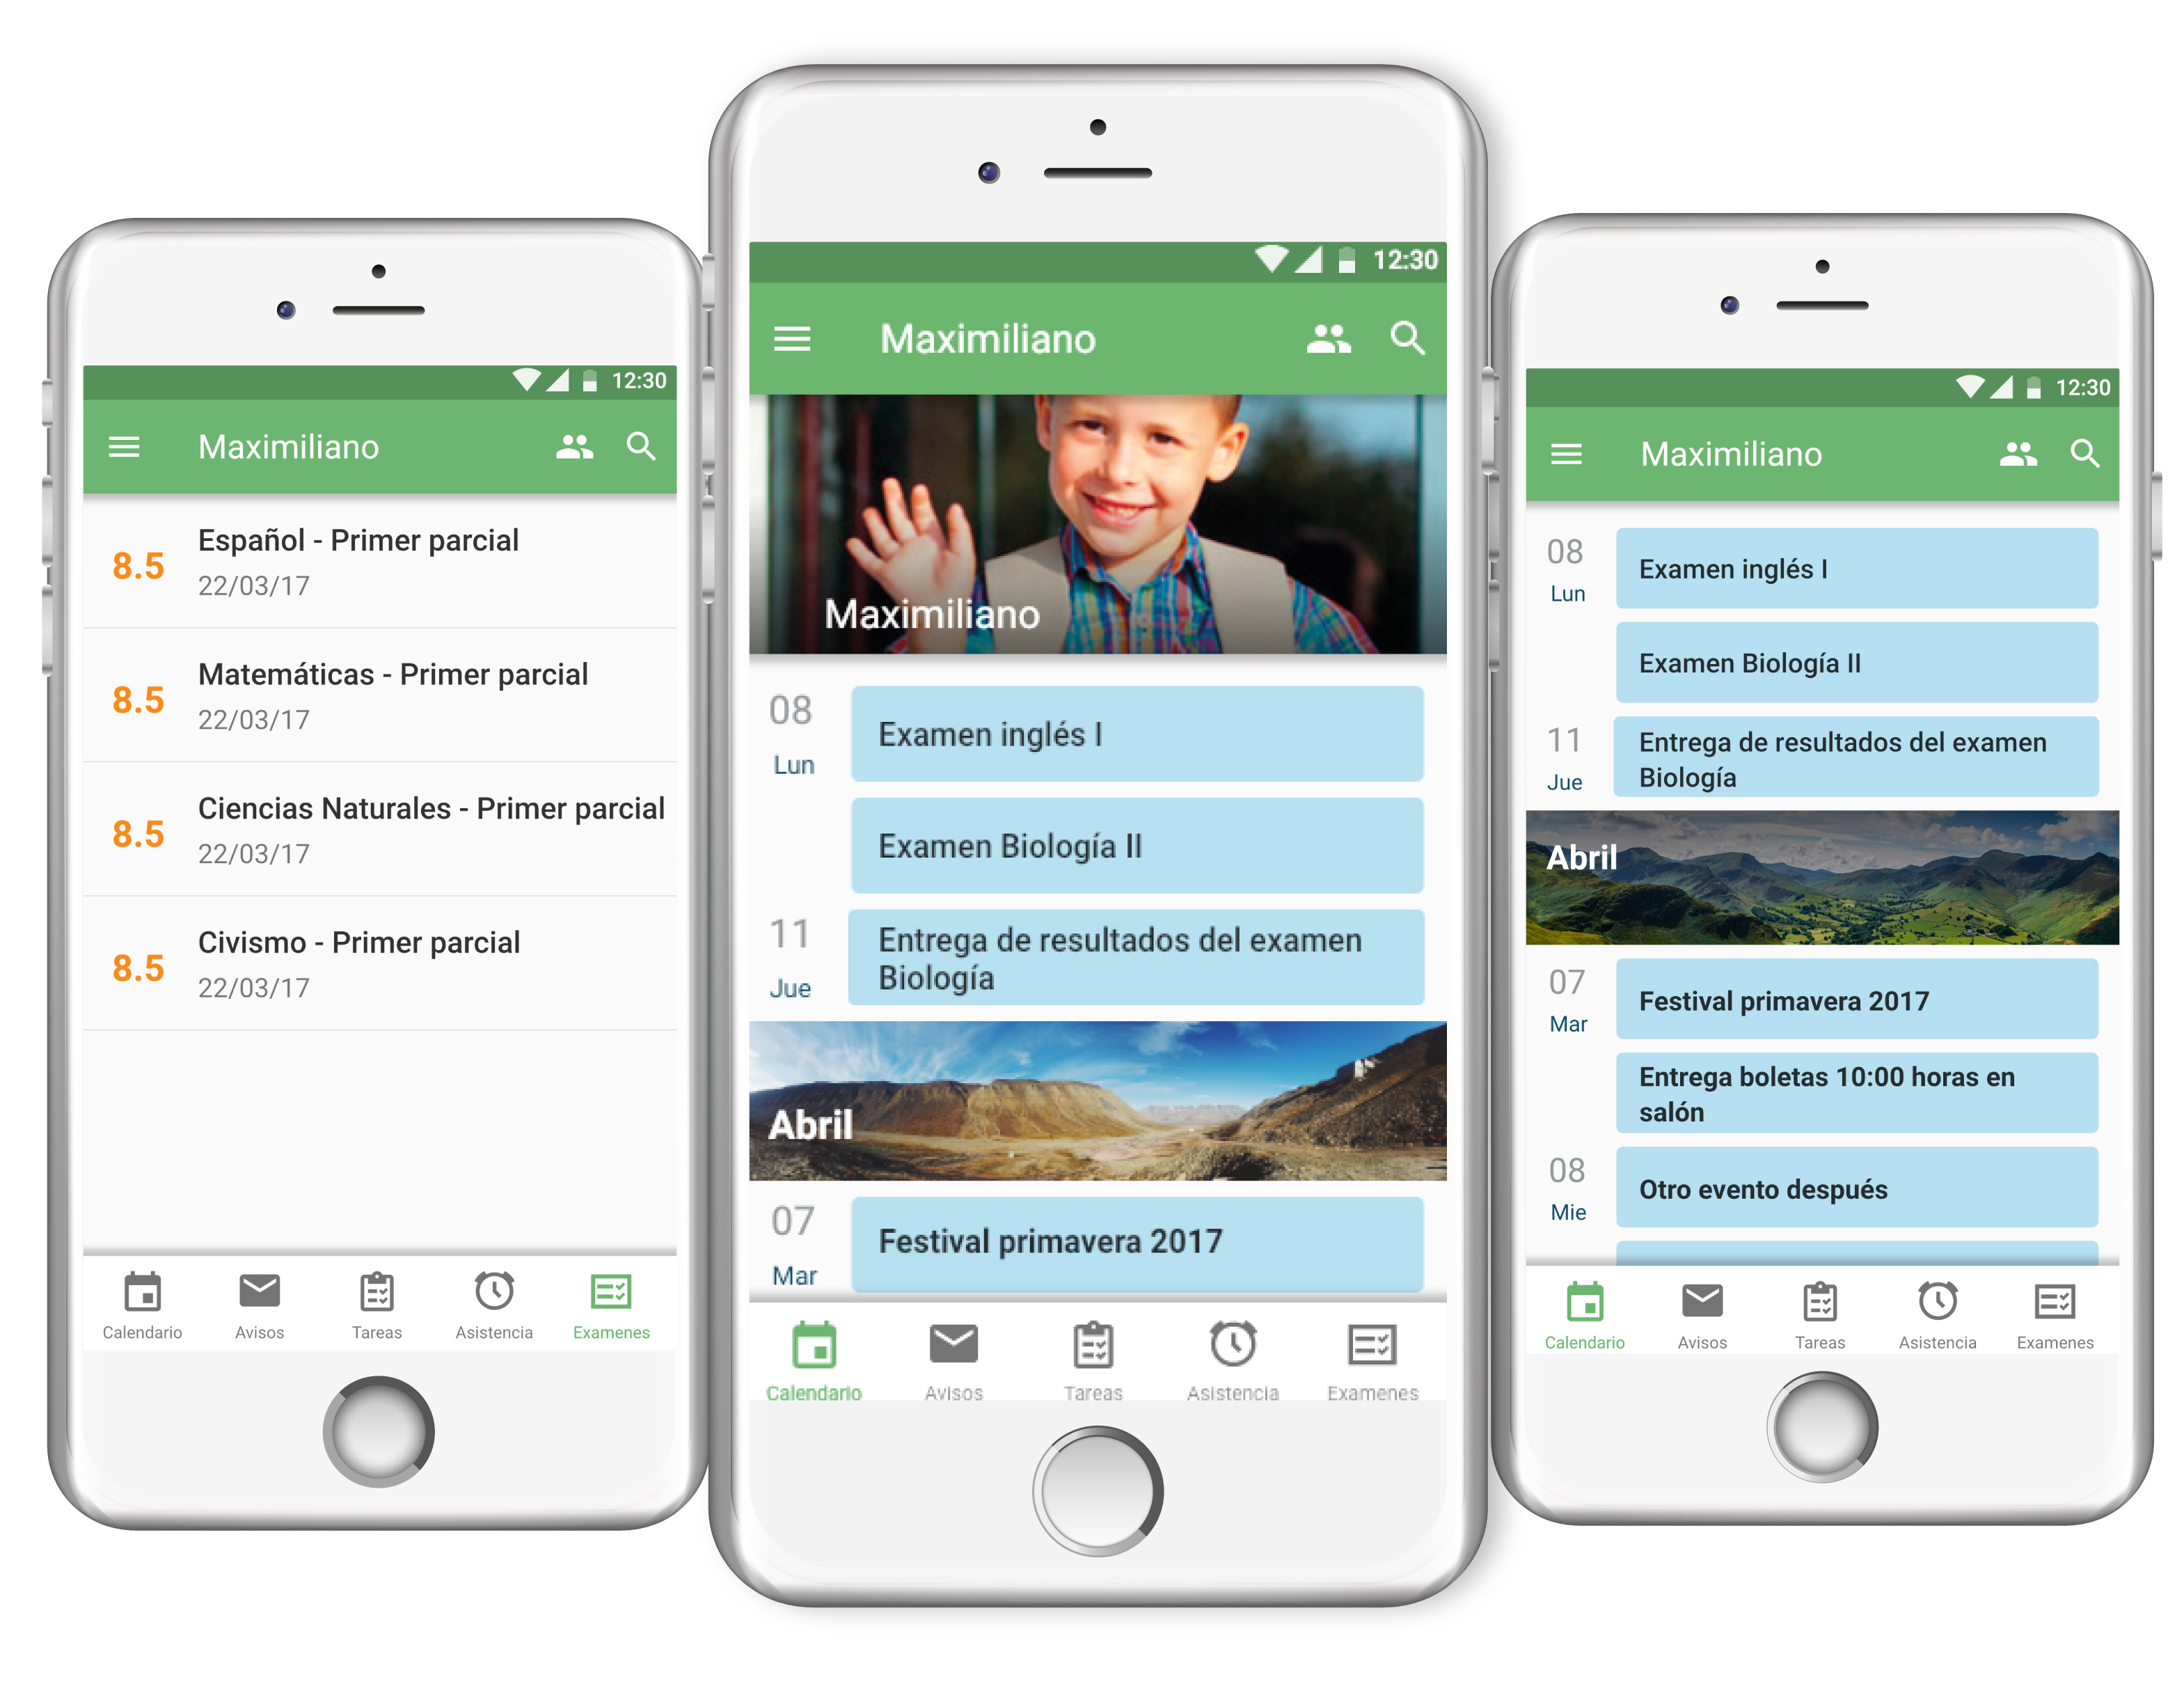 12:30
Maximiliano
8.5
Español - Primer parcial
22/03/17
8.5
Matemáticas - Primer parcial
22/03/17
8.5
Ciencias Naturales - Primer parcial
22/03/17
8.5
Civismo - Primer parcial
22/03/17
Calendario Avisos Tareas Asistencia Examenes
12:30
Maximiliano
Maximiliano
08
Lun
Examen inglés I
Examen Biología II
11
Jue
Entrega de resultados del examen
Biología
Abril
07
Mar
Festival primavera 2017
Calendario Avisos Tareas Asistencia Examenes
12:30
Maximiliano
08
Lun
Examen inglés I
Examen Biología II
11
Jue
Entrega de resultados del examen
Biología
Abril
07
Mar
Festival primavera 2017
Entrega boletas 10:00 horas en
salón
08
Mie
Otro evento después
Calendario Avisos Tareas Asistencia Examenes